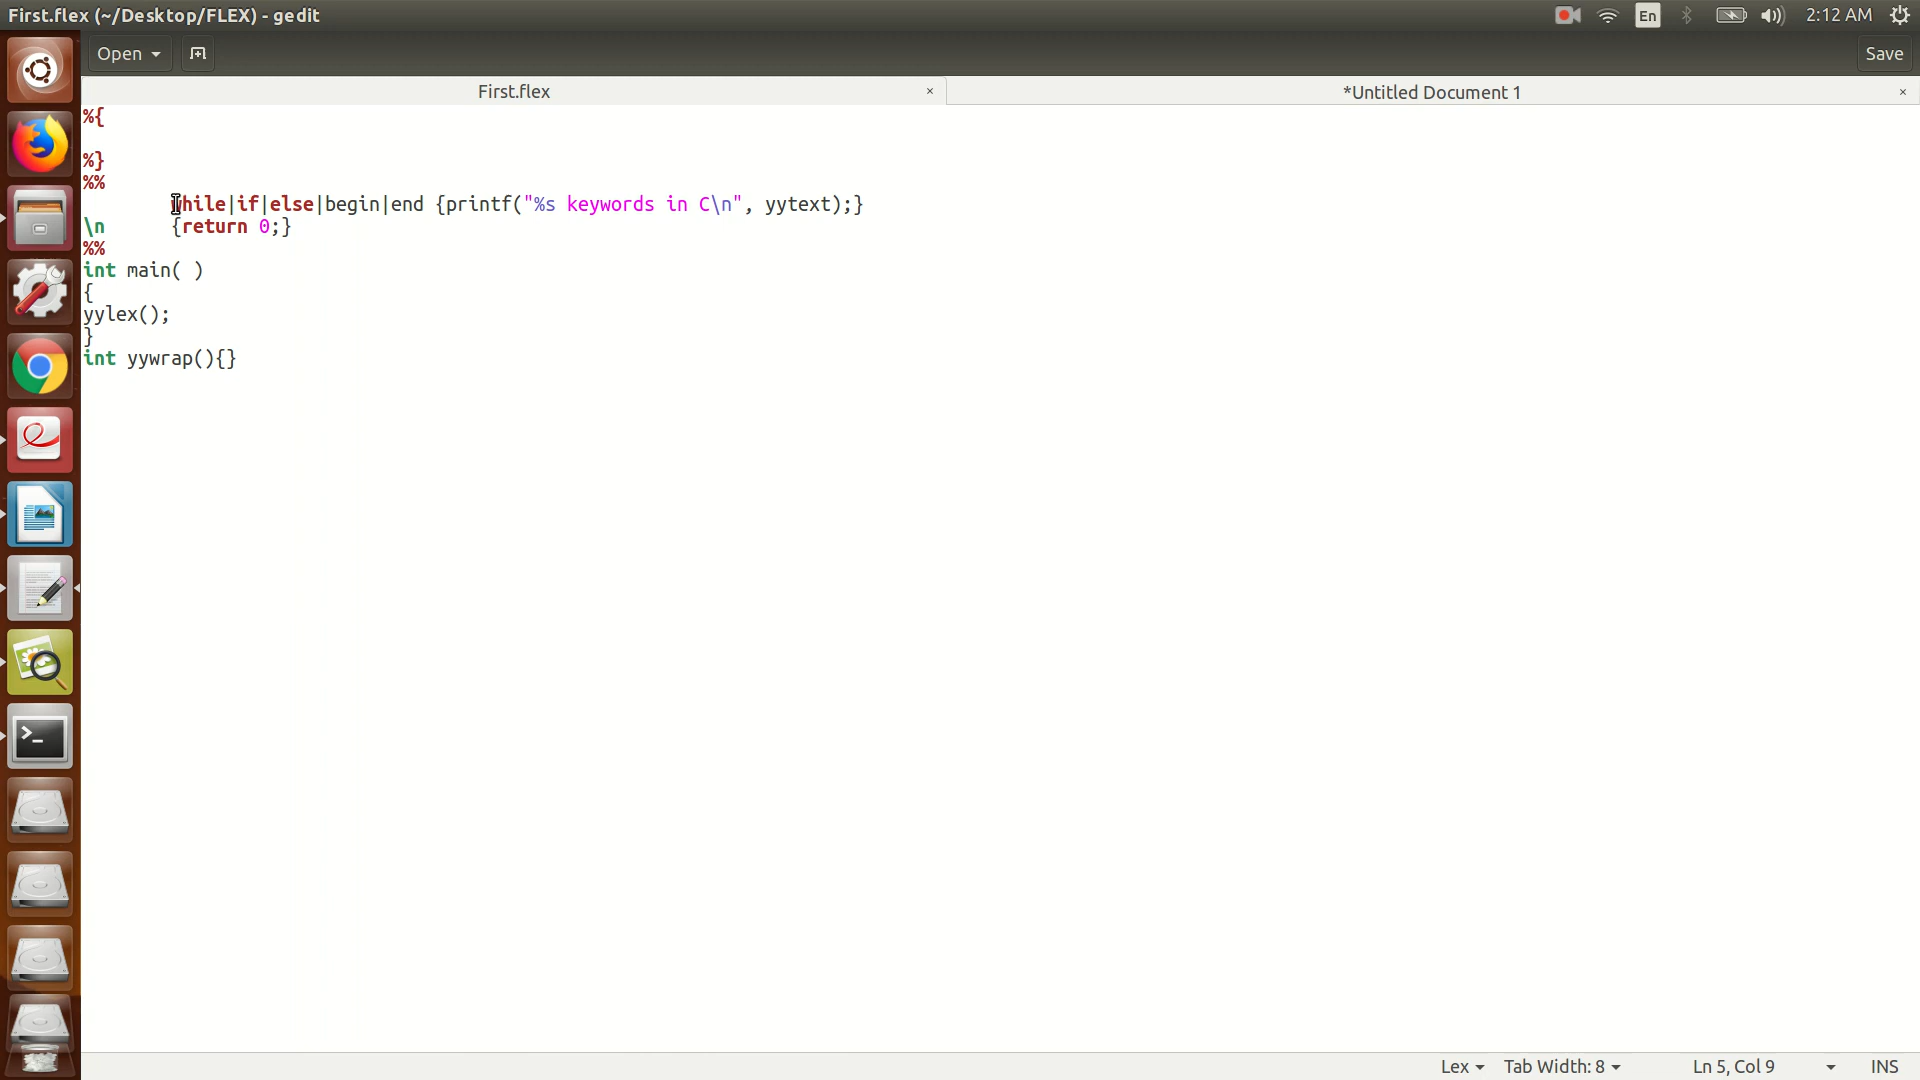 First.flex (~/Desktop/FLEX) - gedit
En
2:12 AM
Open
Save
First.flex ×
*Untitled Document 1 ×
%{
%}
%%
while|if|else|begin|end {printf("%s keywords in C\n", yytext);}
\n {return 0;}
%%
int main( )
{
yylex();
}
int yywrap(){}
Lex
Tab Width: 8
Ln 5, Col 9
INS